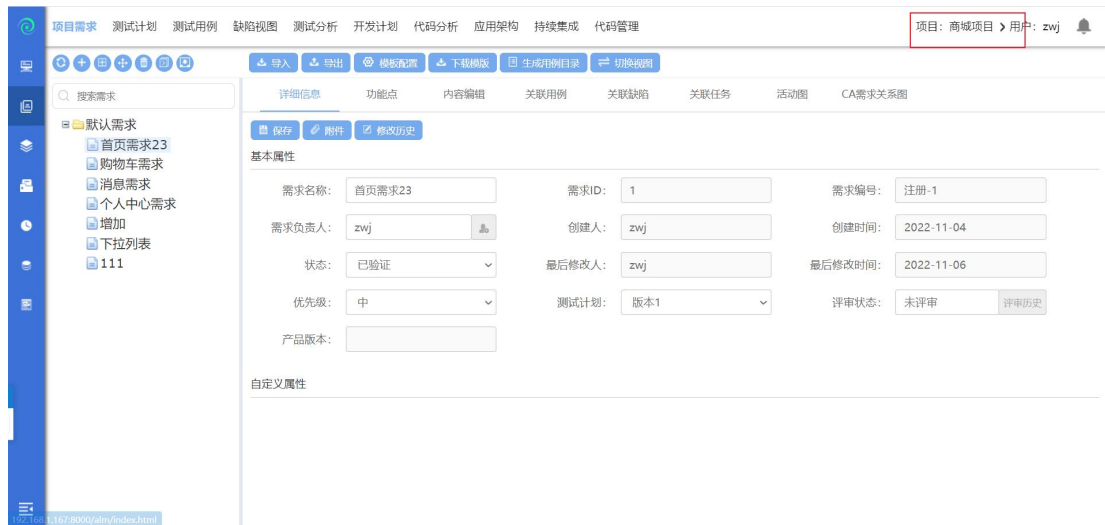 项目需求 测试计划 测试用例 缺陷视图 测试分析 开发计划 代码分析 应用架构 持续集成 代码管理 项目：商城项目 用户：zwj
导入 导出 模板配置 下载模版 生成用例目录 切换视图
搜索需求
详细信息 功能点 内容编辑 关联用例 关联缺陷 关联任务 活动图 CA需求关系图
默认需求
首页需求23
购物车需求
消息需求
个人中心需求
增加
下拉列表
111
保存 附件 修改历史
基本属性
需求名称： 首页需求23 需求ID： 1 需求编号： 注册-1
需求负责人： zwj 创建人： zwj 创建时间： 2022-11-04
状态： 已验证 最后修改人： zwj 最后修改时间： 2022-11-06
优先级： 中 测试计划： 版本1 评审状态： 未评审 评审历史
产品版本：
自定义属性
192.168.1.167:8000/alm/index.html